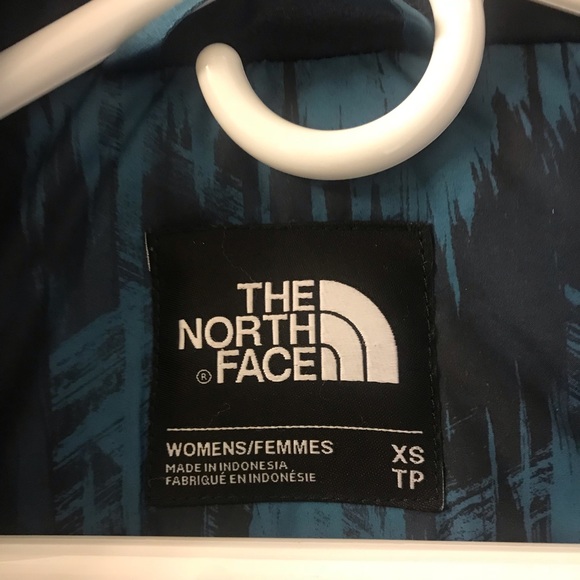 THE
NORTH
® FACE
WOMENS/FEMMES XS
MADE IN INDONESIA TP
FABRIQUÉ EN INDONÉSIE